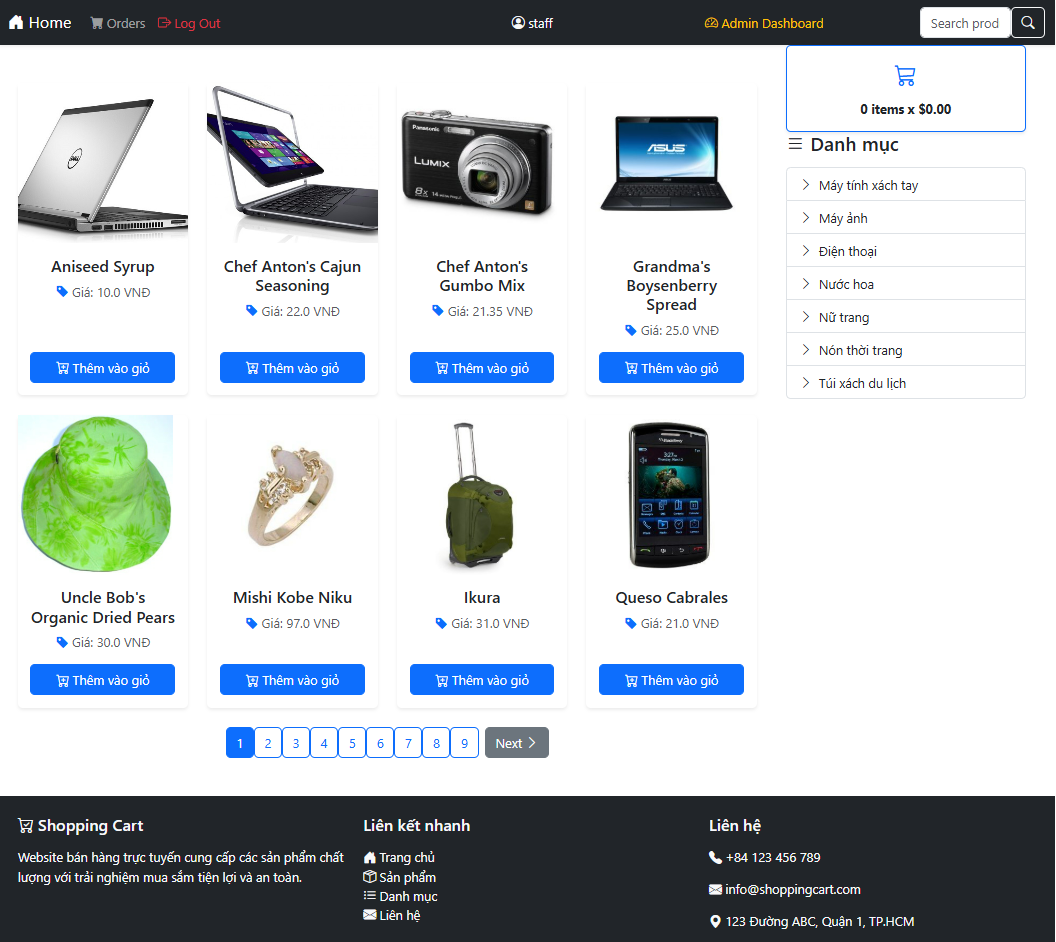 Home Orders Log Out staff Admin Dashboard Search prod
0 items x $0.00
Danh mục
Máy tính xách tay
Máy ảnh
Điện thoại
Nước hoa
Nữ trang
Nón thời trang
Túi xách du lịch
DELL
Panasonic
LUMIX
8x
ASUS
Aniseed Syrup
Giá: 10.0 VNĐ
Thêm vào giỏ
Chef Anton's Cajun
Seasoning
Giá: 22.0 VNĐ
Thêm vào giỏ
Chef Anton's
Gumbo Mix
Giá: 21.35 VNĐ
Thêm vào giỏ
Grandma's
Boysenberry
Spread
Giá: 25.0 VNĐ
Thêm vào giỏ
Uncle Bob's
Organic Dried Pears
Giá: 30.0 VNĐ
Thêm vào giỏ
Mishi Kobe Niku
Giá: 97.0 VNĐ
Thêm vào giỏ
Ikura
Giá: 31.0 VNĐ
Thêm vào giỏ
BlackBerry
Queso Cabrales
Giá: 21.0 VNĐ
Thêm vào giỏ
1 2 3 4 5 6 7 8 9 Next
Shopping Cart
Website bán hàng trực tuyến cung cấp các sản phẩm chất
lượng với trải nghiệm mua sắm tiện lợi và an toàn.
Liên kết nhanh
Trang chủ
Sản phẩm
Danh mục
Liên hệ
Liên hệ
+84 123 456 789
info@shoppingcart.com
123 Đường ABC, Quận 1, TP.HCM